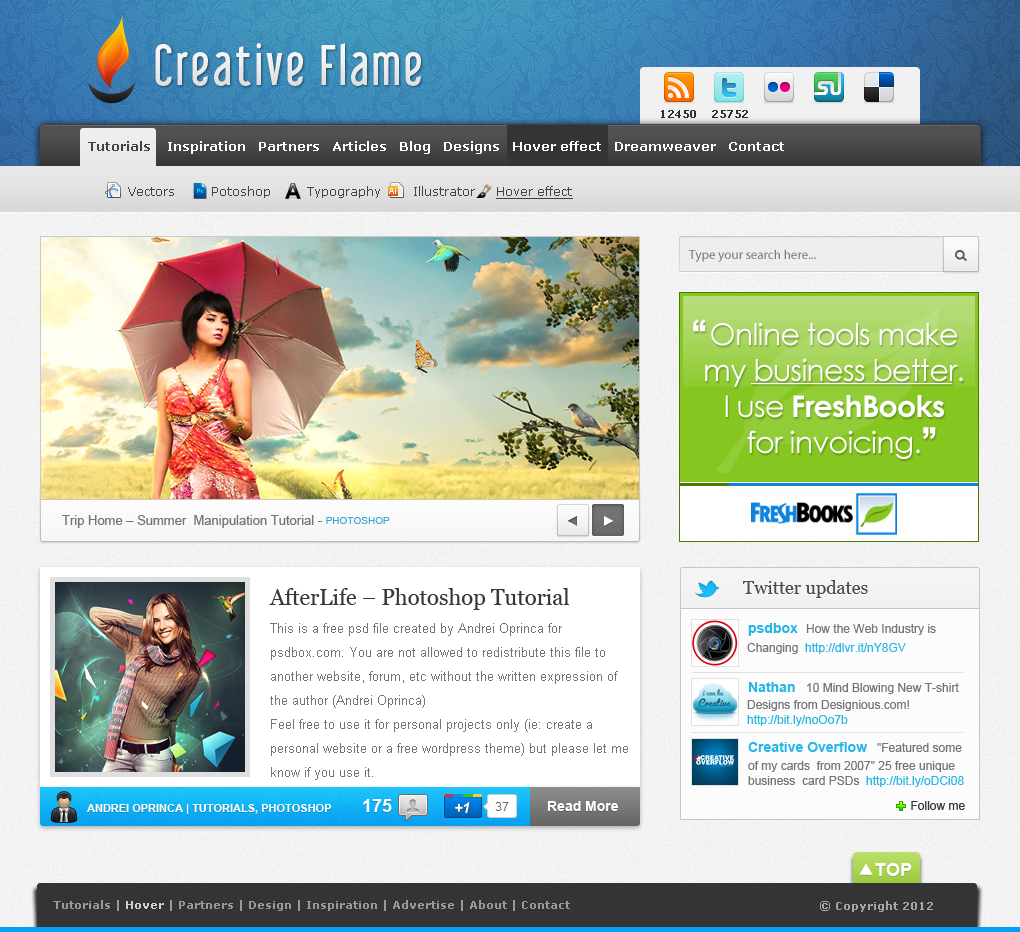 Creative Flame
12450 25752
Tutorials Inspiration Partners Articles Blog Designs Hover effect Dreamweaver Contact
Vectors Potoshop Typography Illustrator Hover effect
Type your search here...
“Online tools make
my business better.
I use FreshBooks
for invoicing.”
FRESHBOOKS
Trip Home – Summer Manipulation Tutorial - PHOTOSHOP
AfterLife – Photoshop Tutorial
This is a free psd file created by Andrei Oprinca for
psdbox.com. You are not allowed to redistribute this file to
another website, forum, etc without the written expression of
the author (Andrei Oprinca)
Feel free to use it for personal projects only (ie: create a
personal website or a free wordpress theme) but please let me
know if you use it.
ANDREI OPRINCA | TUTORIALS, PHOTOSHOP 175 +1 37 Read More
Twitter updates
psdbox How the Web Industry is
Changing http://dlvr.it/nY8GV
i can be
Creative
Nathan 10 Mind Blowing New T-shirt
Designs from Designious.com!
http://bit.ly/noOo7b
#CREATIVE
OVERFLOW
Creative Overflow "Featured some
of my cards from 2007" 25 free unique
business card PSDs http://bit.ly/oDCi08
Follow me
TOP
Tutorials | Hover | Partners | Design | Inspiration | Advertise | About | Contact
© Copyright 2012